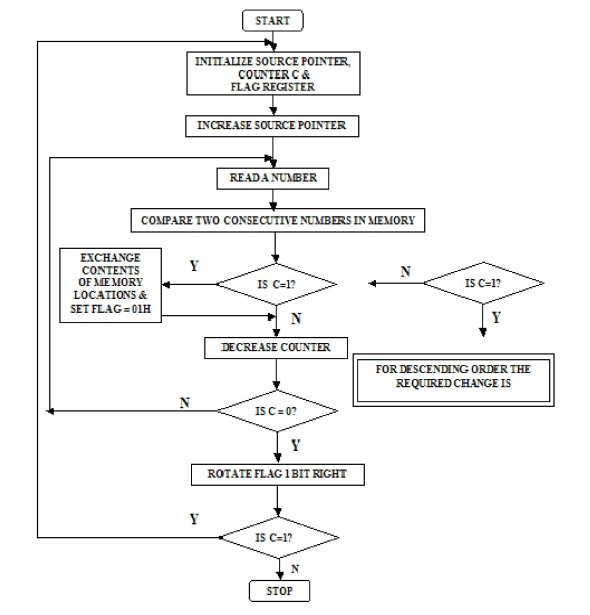 START
INITIALIZE SOURCE POINTER,
COUNTER C &
FLAG REGISTER
INCREASE SOURCE POINTER
READ A NUMBER
COMPARE TWO CONSECUTIVE NUMBERS IN MEMORY
EXCHANGE
CONTENTS
OF MEMORY
LOCATIONS &
SET FLAG = 01H
Y
IS C=1?
N
N
IS C=1?
Y
DECREASE COUNTER
FOR DESCENDING ORDER THE
REQUIRED CHANGE IS
N
IS C = 0?
Y
ROTATE FLAG 1 BIT RIGHT
Y
IS C=1?
N
STOP